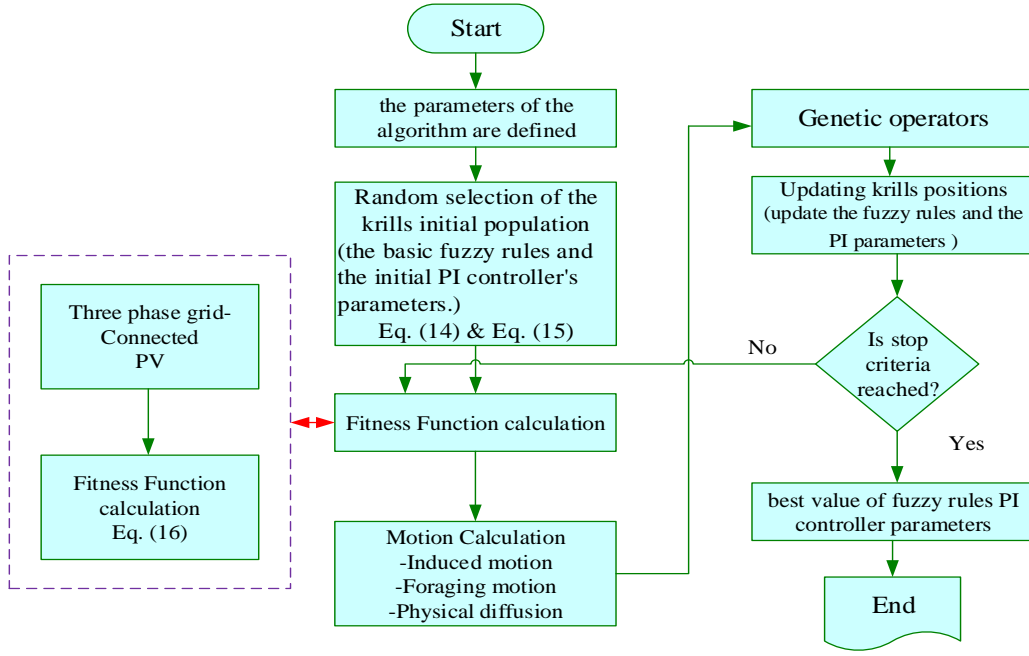 Start
the parameters of the
algorithm are defined
Random selection of the
krills initial population
(the basic fuzzy rules and
the initial PI controller's
parameters.)
Eq. (14) & Eq. (15)
Three phase grid-
Connected
PV
Fitness Function
calculation
Eq. (16)
Fitness Function calculation
Motion Calculation
-Induced motion
-Foraging motion
-Physical diffusion
Genetic operators
Updating krills positions
(update the fuzzy rules and the
PI parameters )
Is stop
criteria
reached?
No
Yes
best value of fuzzy rules PI
controller parameters
End